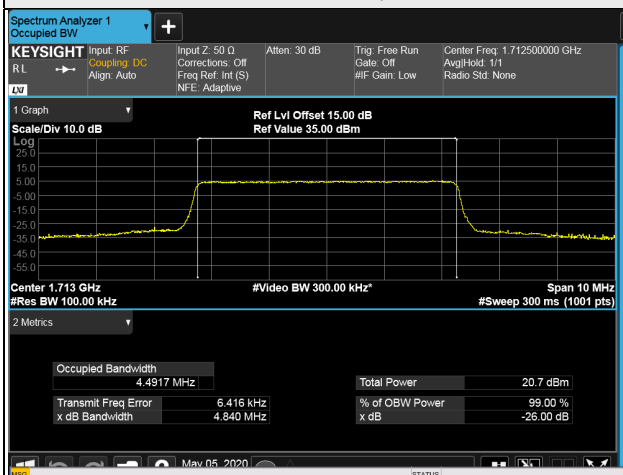 Spectrum Analyzer 1
Occupied BW
+
KEYSIGHT
R L
LXI
Input: RF
Coupling: DC
Align: Auto
Input Z: 50 Ω
Corrections: Off
Freq Ref: Int (S)
NFE: Adaptive
Atten: 30 dB
Trig: Free Run
Gate: Off
#IF Gain: Low
Center Freq: 1.712500000 GHz
Avg|Hold: 1/1
Radio Std: None
1 Graph
Scale/Div 10.0 dB
Ref Lvl Offset 15.00 dB
Ref Value 35.00 dBm
Log
25.0
15.0
5.00
-5.00
-15.0
-25.0
-35.0
-45.0
-55.0
Center 1.713 GHz
#Res BW 100.00 kHz
#Video BW 300.00 kHz*
Span 10 MHz
#Sweep 300 ms (1001 pts)
2 Metrics
Occupied Bandwidth
4.4917 MHz
Total Power 20.7 dBm
Transmit Freq Error 6.416 kHz
% of OBW Power 99.00 %
x dB Bandwidth 4.840 MHz
x dB -26.00 dB
May 05, 2020
MSG
STATUS